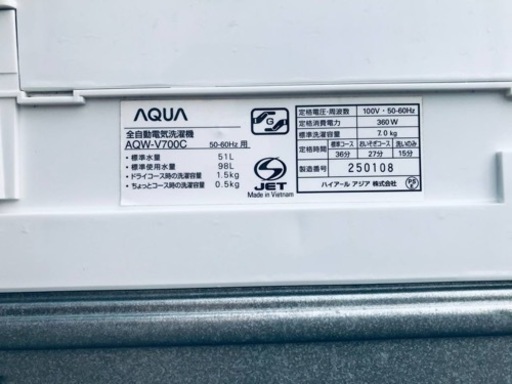 AQUA
全自動電気洗濯機
AQW-V700C 50-60Hz 用
・標準水量 51L
・標準使用水量 98L
・ドライコース時の洗濯容量 1.5kg
・ちょっとコース時の洗濯容量 0.5kg
G
S
JET
Made in Vietnam
定格電圧・周波数 100V・50-60Hz
定格消費電力 360W
標準洗濯容量 7.0kg
定格時間 標準コース おいそぎコース 洗いのみ
36分 27分 15分
製造番号 250108
ハイアール アジア 株式会社
PS
E